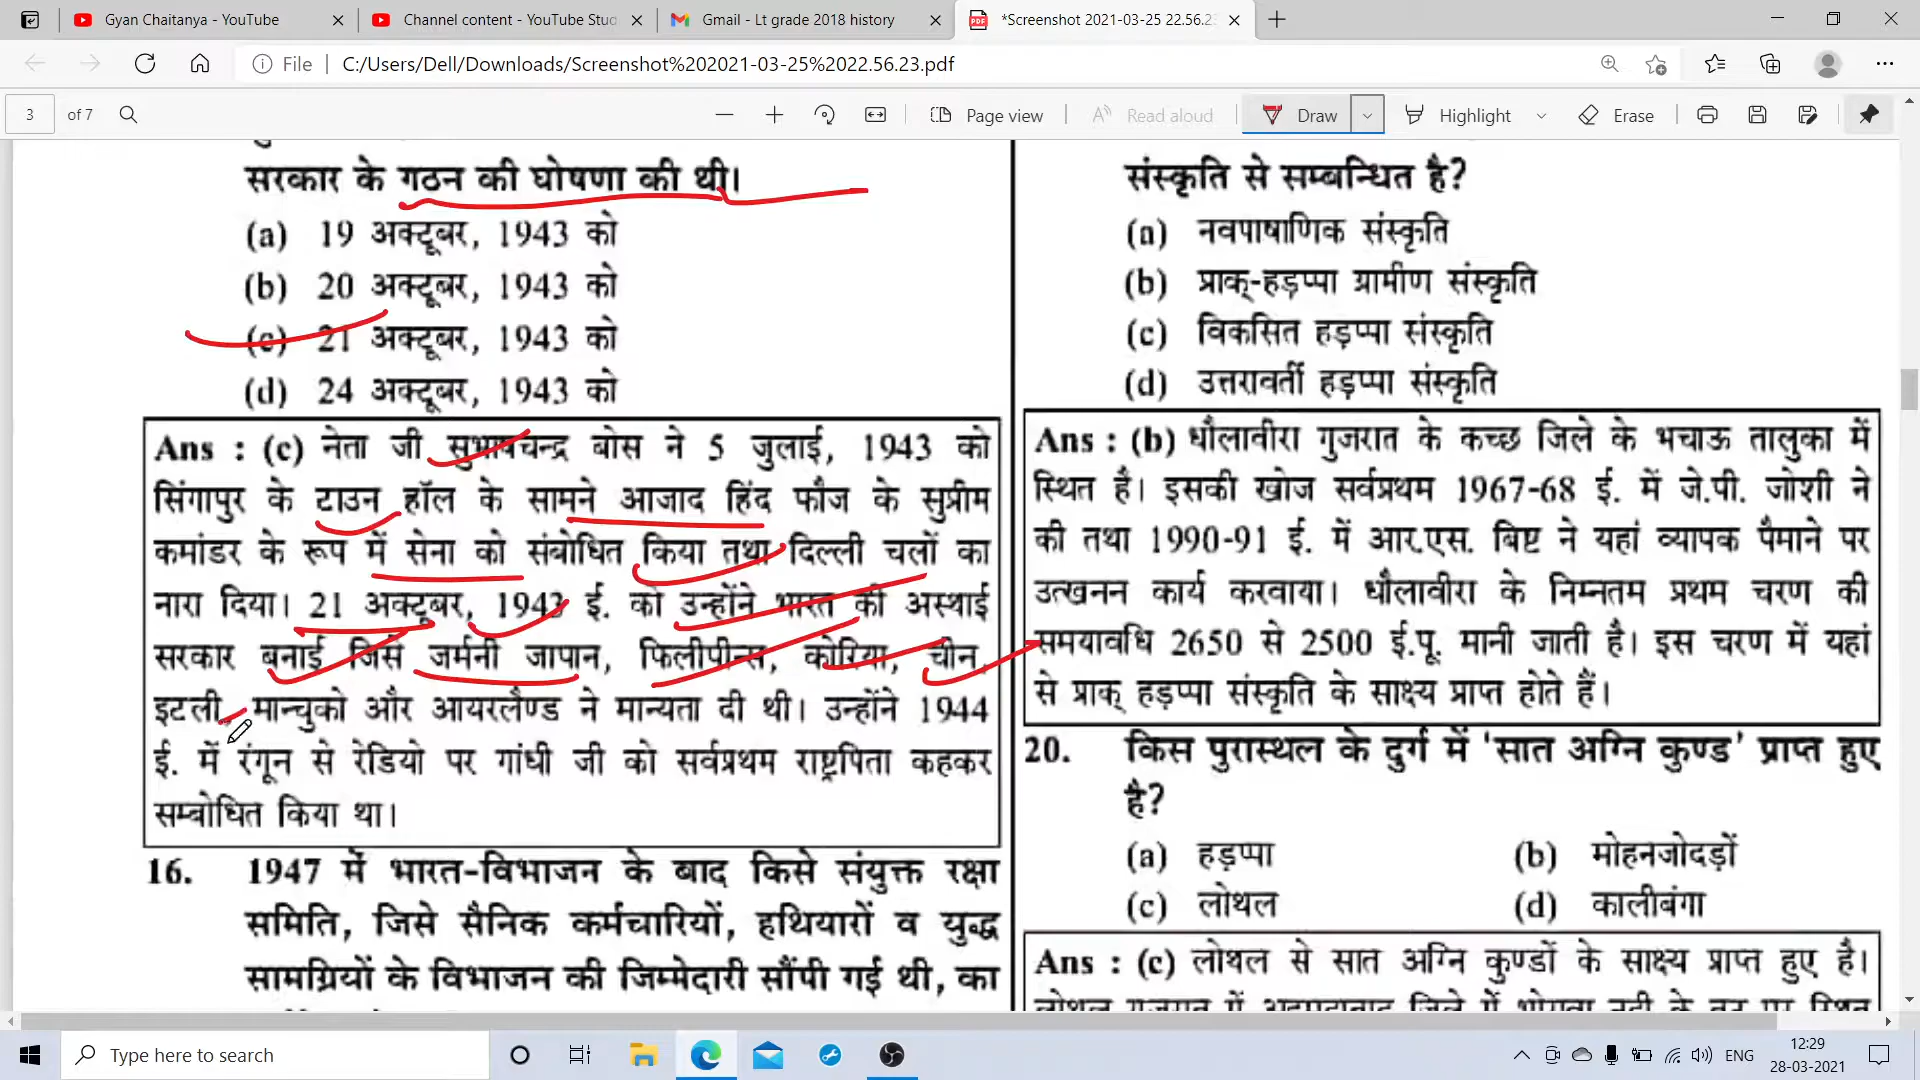 Gyan Chaitanya - YouTube
Channel content - YouTube Stud
Gmail - Lt grade 2018 history
*Screenshot 2021-03-25 22.56.23
File
C:/Users/Dell/Downloads/Screenshot%202021-03-25%2022.56.23.pdf
3 of 7
Page view
Read aloud
Draw
Highlight
Erase
सरकार के गठन की घोषणा की थी।
(a) 19 अक्टूबर, 1943 को
(b) 20 अक्टूबर, 1943 को
(c) 21 अक्टूबर, 1943 को
(d) 24 अक्टूबर, 1943 को
Ans : (c) नेता जी सुभाषचन्द्र बोस ने 5 जुलाई, 1943 को
सिंगापुर के टाउन हॉल के सामने आजाद हिंद फौज के सुप्रीम
कमांडर के रूप में सेना को संबोधित किया तथा दिल्ली चलों का
नारा दिया। 21 अक्टूबर, 1943 ई. को उन्होंने भारत की अस्थाई
सरकार बनाई जिसे जर्मनी जापान, फिलीपीन्स, कोरिया, चीन,
इटली, मान्चुको और आयरलैण्ड ने मान्यता दी थी। उन्होंने 1944
ई. में रंगून से रेडियो पर गांधी जी को सर्वप्रथम राष्ट्रपिता कहकर
सम्बोधित किया था।
16. 1947 में भारत-विभाजन के बाद किसे संयुक्त रक्षा
समिति, जिसे सैनिक कर्मचारियों, हथियारों व युद्ध
सामग्रियों के विभाजन की जिम्मेदारी सौंपी गई थी, का
संस्कृति से सम्बन्धित है?
(a) नवपाषाणिक संस्कृति
(b) प्राक्-हड़प्पा ग्रामीण संस्कृति
(c) विकसित हड़प्पा संस्कृति
(d) उत्तरावर्ती हड़प्पा संस्कृति
Ans : (b) धौलावीरा गुजरात के कच्छ जिले के भचाऊ तालुका में
स्थित है। इसकी खोज सर्वप्रथम 1967-68 ई. में जे.पी. जोशी ने
की तथा 1990-91 ई. में आर.एस. बिष्ट ने यहां व्यापक पैमाने पर
उत्खनन कार्य करवाया। धौलावीरा के निम्नतम प्रथम चरण की
समयावधि 2650 से 2500 ई.पू. मानी जाती है। इस चरण में यहां
से प्राक् हड़प्पा संस्कृति के साक्ष्य प्राप्त होते हैं।
20. किस पुरास्थल के दुर्ग में 'सात अग्नि कुण्ड' प्राप्त हुए
है?
(a) हड़प्पा (b) मोहनजोदड़ों
(c) लोथल (d) कालीबंगा
Ans : (c) लोथल से सात अग्नि कुण्डों के साक्ष्य प्राप्त हुए है।
Type here to search
ENG
12:29
28-03-2021